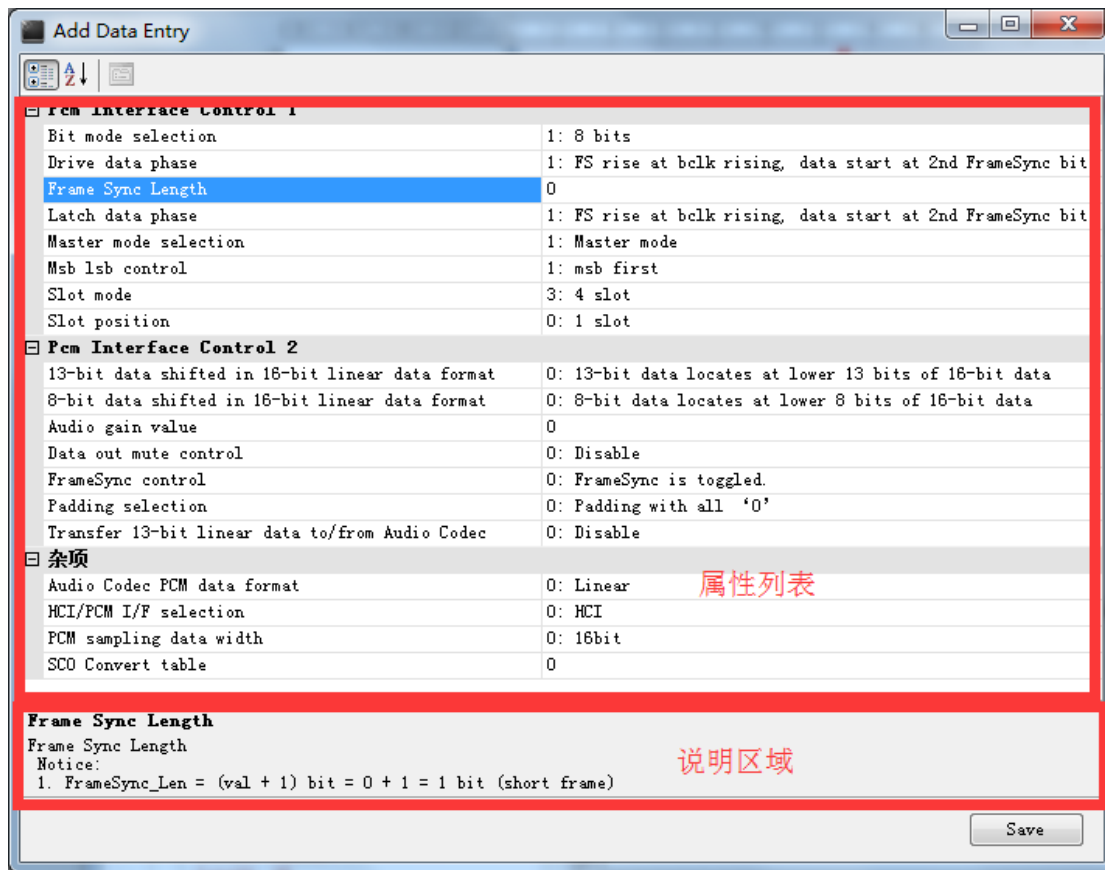 Add Data Entry
Pcm Interface Control 1
Bit mode selection 1: 8 bits
Drive data phase 1: FS rise at bclk rising, data start at 2nd FrameSync bit
Frame Sync Length 0
Latch data phase 1: FS rise at bclk rising, data start at 2nd FrameSync bit
Master mode selection 1: Master mode
Msb lsb control 1: msb first
Slot mode 3: 4 slot
Slot position 0: 1 slot
Pcm Interface Control 2
13-bit data shifted in 16-bit linear data format 0: 13-bit data locates at lower 13 bits of 16-bit data
8-bit data shifted in 16-bit linear data format 0: 8-bit data locates at lower 8 bits of 16-bit data
Audio gain value 0
Data out mute control 0: Disable
FrameSync control 0: FrameSync is toggled.
Padding selection 0: Padding with all ‘0’
Transfer 13-bit linear data to/from Audio Codec 0: Disable
杂项
Audio Codec PCM data format 0: Linear 属性列表
HCI/PCM I/F selection 0: HCI
PCM sampling data width 0: 16bit
SCO Convert table 0
Frame Sync Length
Frame Sync Length
Notice: 说明区域
1. FrameSync_Len = (val + 1) bit = 0 + 1 = 1 bit (short frame)
Save